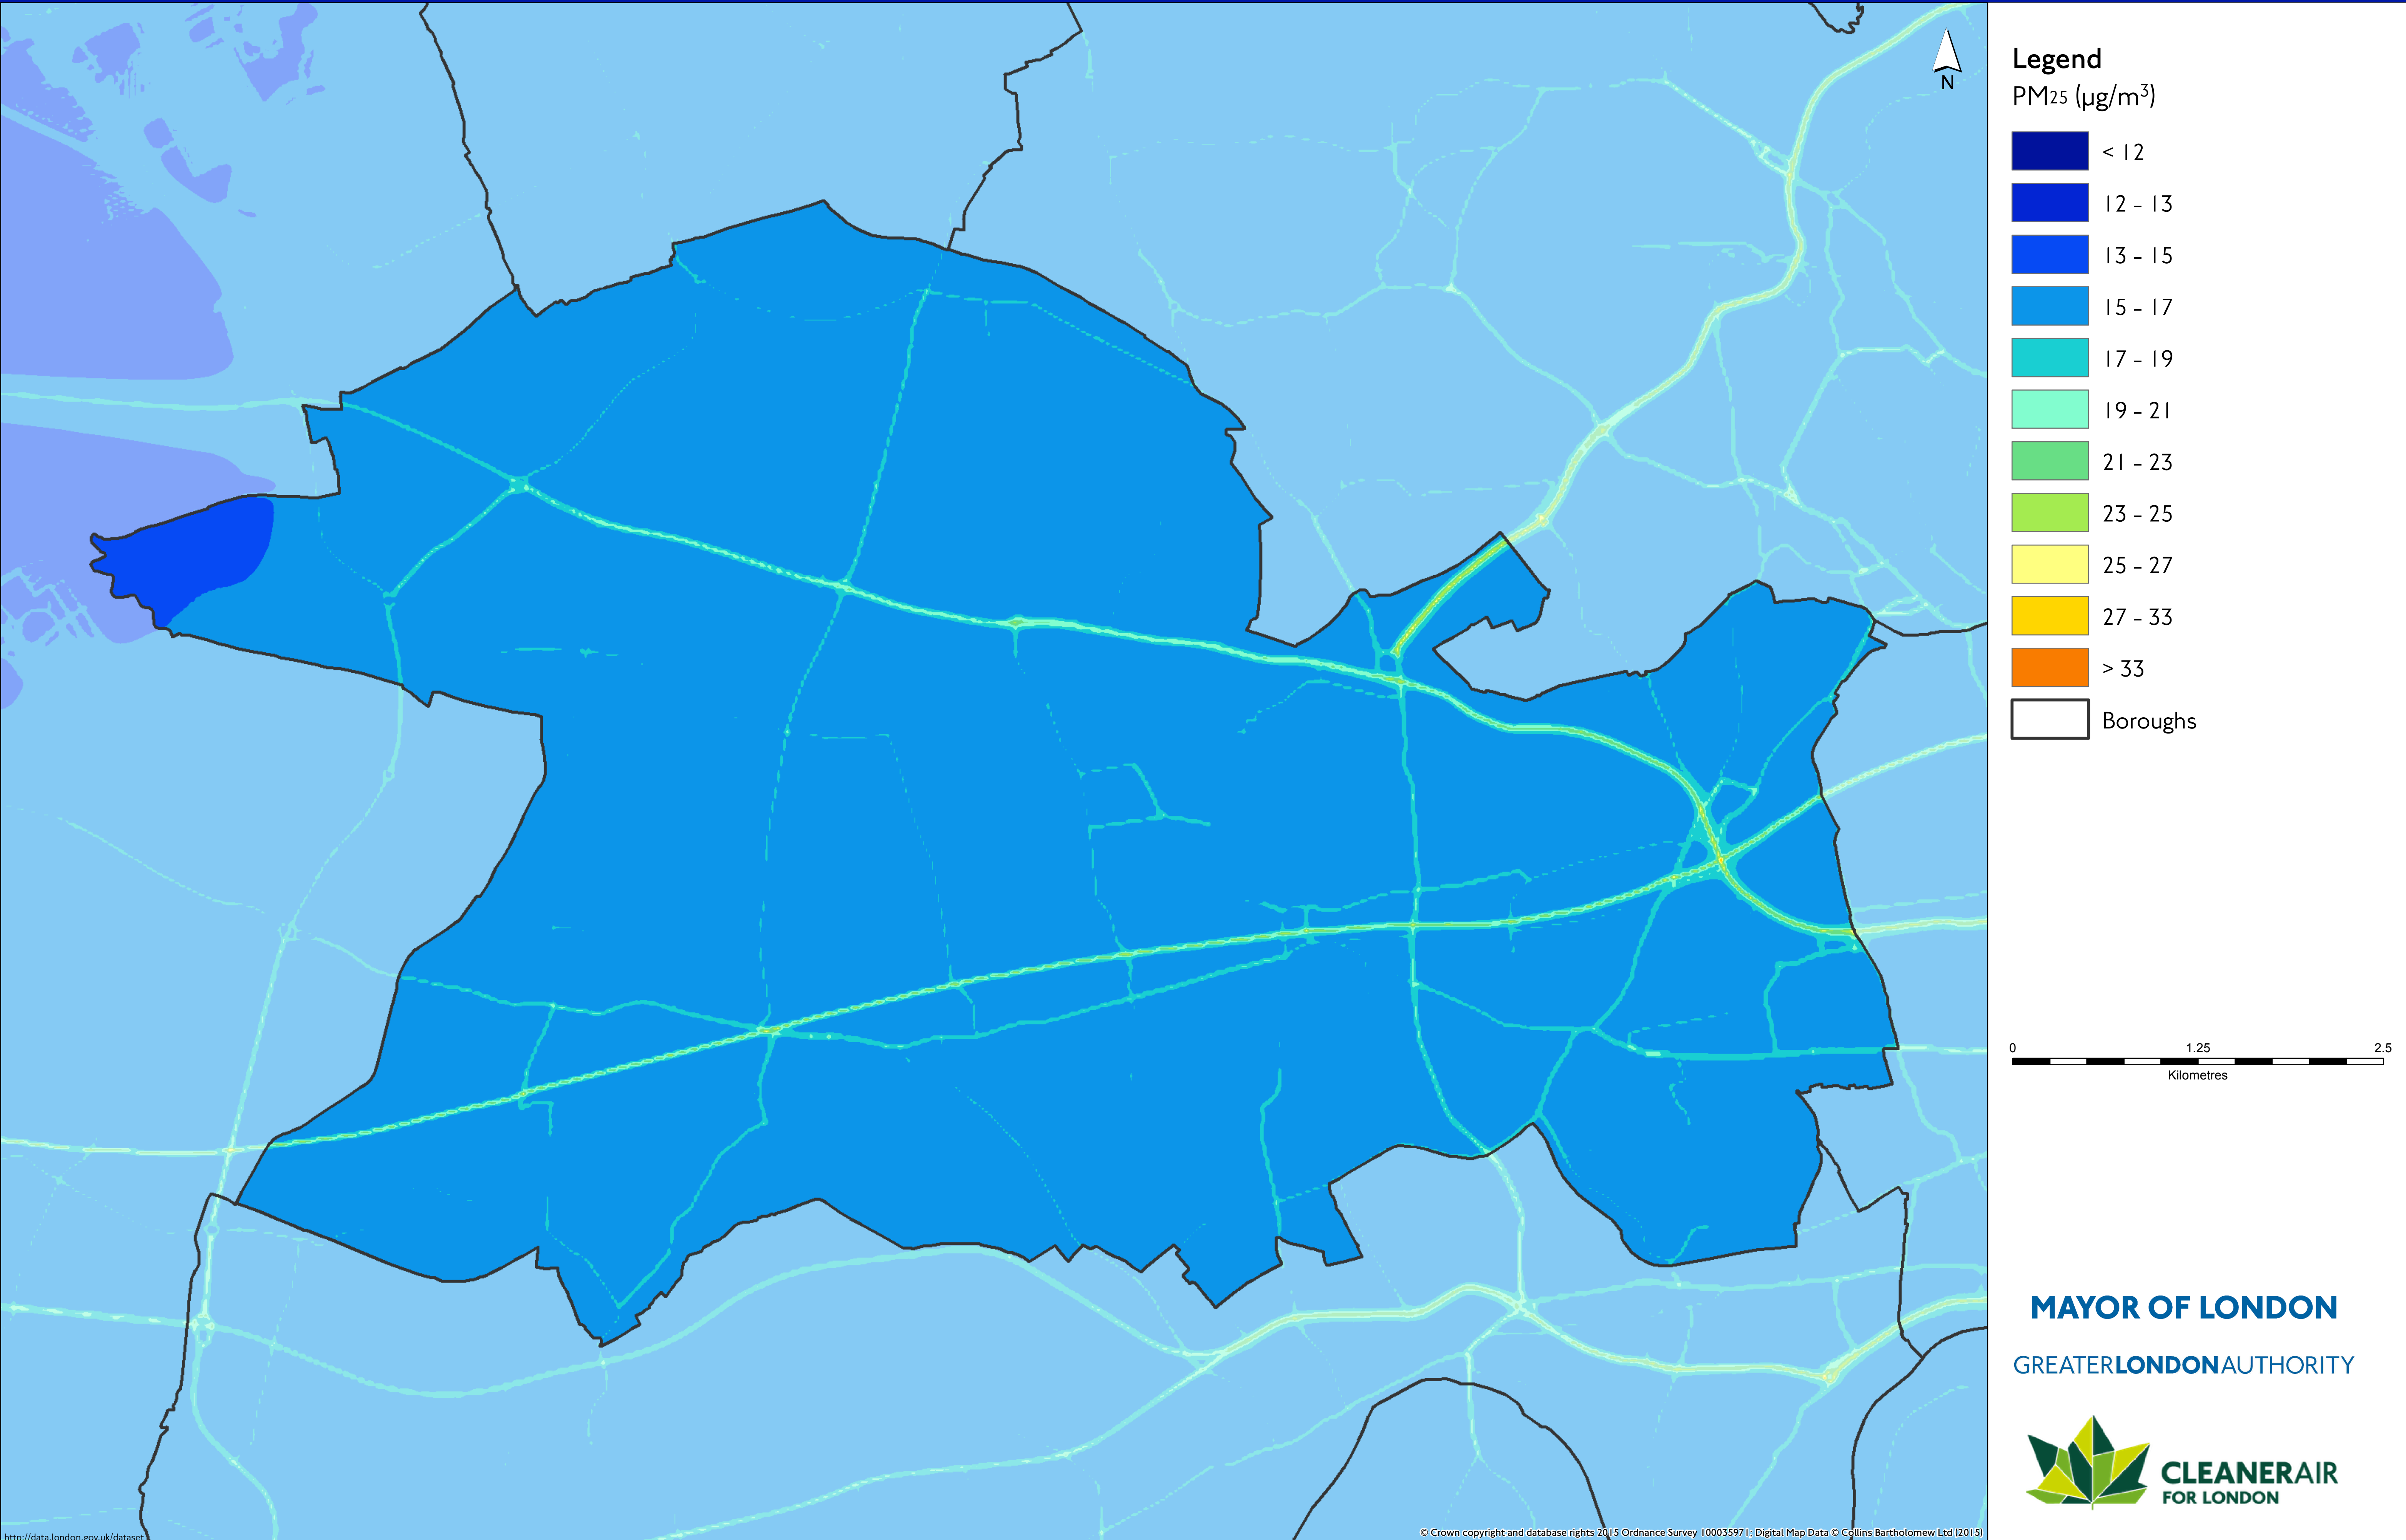 N
Legend
PM25 (µg/m³)
< 12
12 - 13
13 - 15
15 - 17
17 - 19
19 - 21
21 - 23
23 - 25
25 - 27
27 - 33
> 33
Boroughs
0 1.25 2.5
Kilometres
MAYOR OF LONDON
GREATERLONDONAUTHORITY
CLEANERAIR
FOR LONDON
http://data.london.gov.uk/dataset
© Crown copyright and database rights 2015 Ordnance Survey 100035971; Digital Map Data © Collins Bartholomew Ltd (2015)